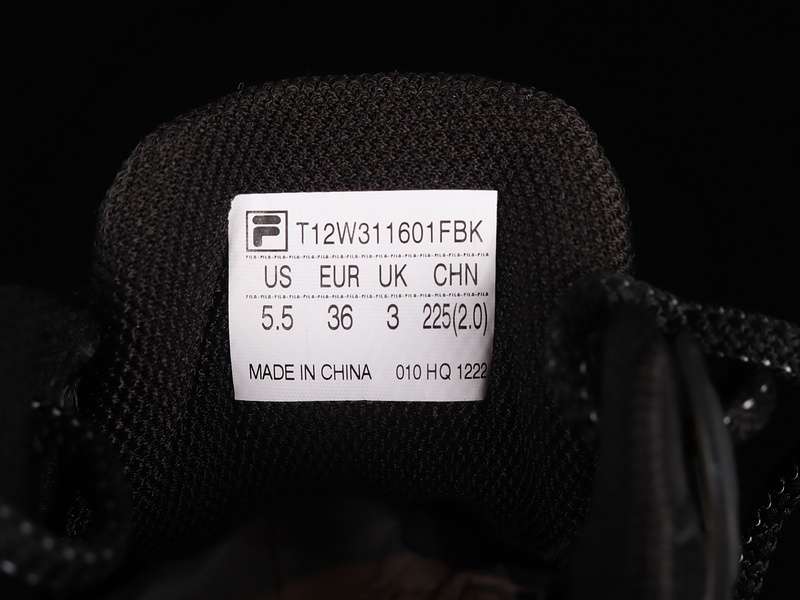 F T12W311601FBK
US EUR UK CHN
5.5 36 3 225(2.0)
MADE IN CHINA 010 HQ 1222